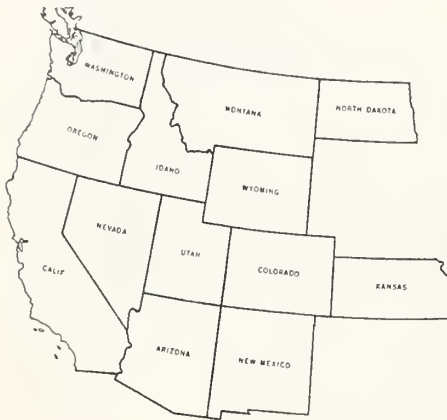 WASHINGTON
MONTANA
NORTH DAKOTA
OREGON
IDAHO
WYOMING
NEVADA
UTAH
COLORADO
CALIF
KANSAS
ARIZONA
NEW MEXICO